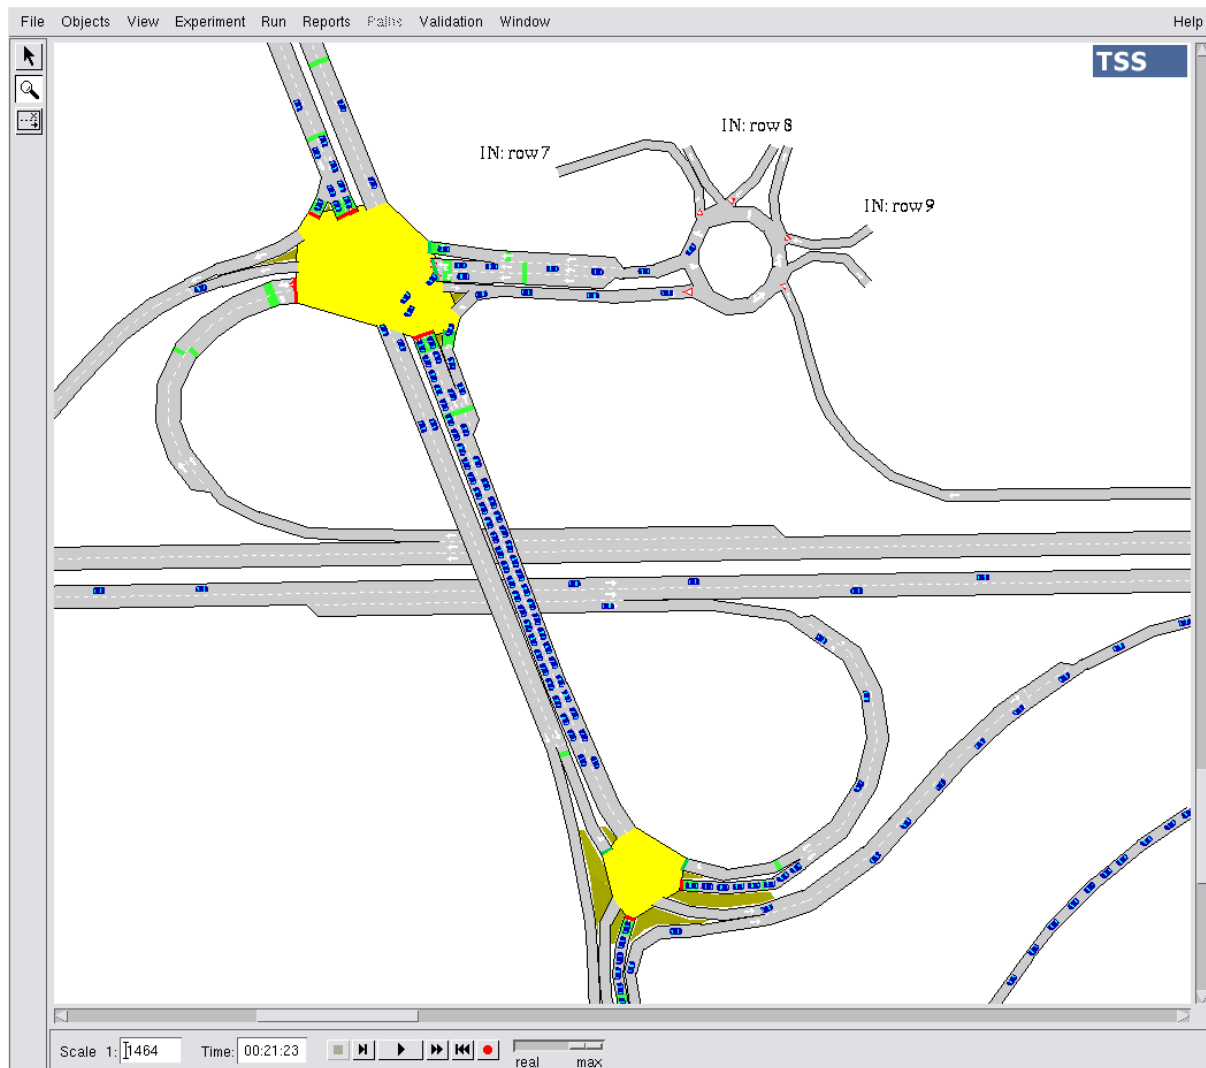 File Objects View Experiment Run Reports Paths Validation Window Help
TSS
IN: row 8
IN: row 7
IN: row 9
Scale 1: 1464 Time: 00:21:23
real max